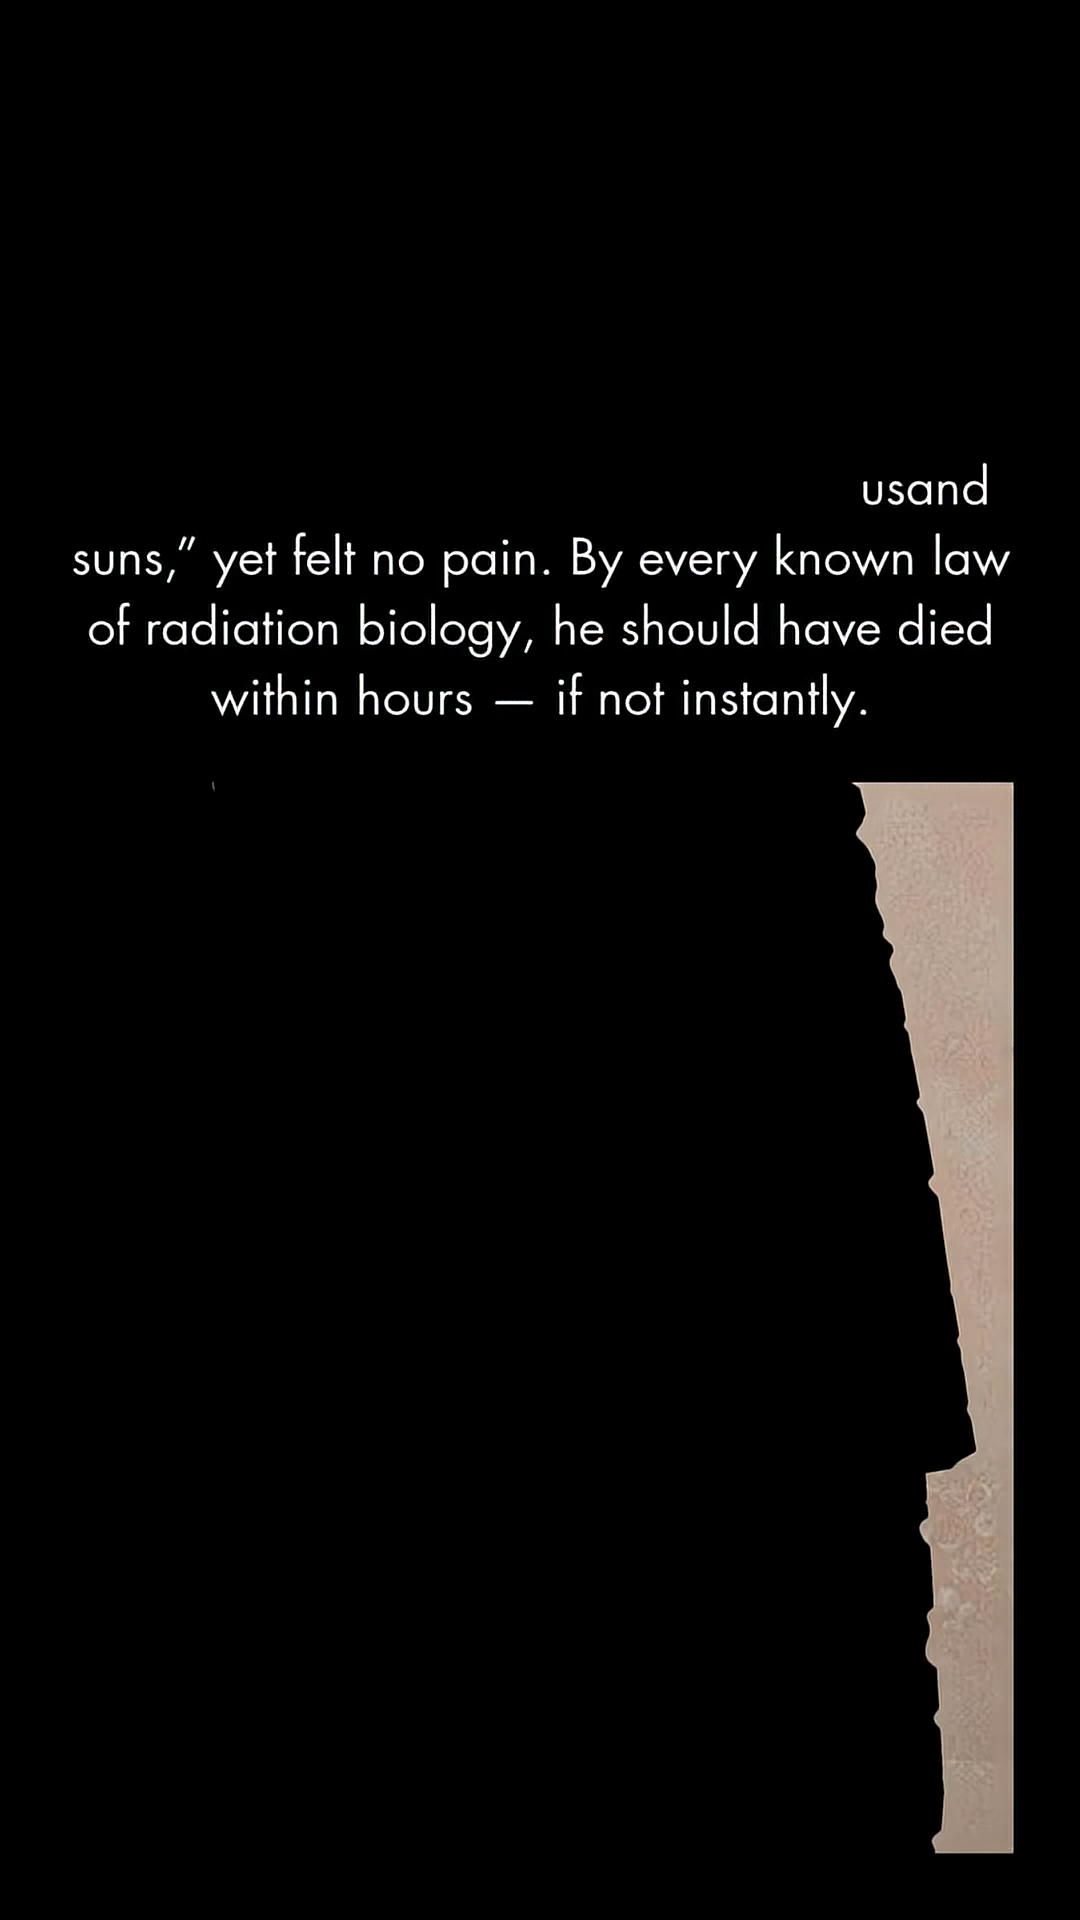 usand
suns,” yet felt no pain. By every known law
of radiation biology, he should have died
within hours — if not instantly.